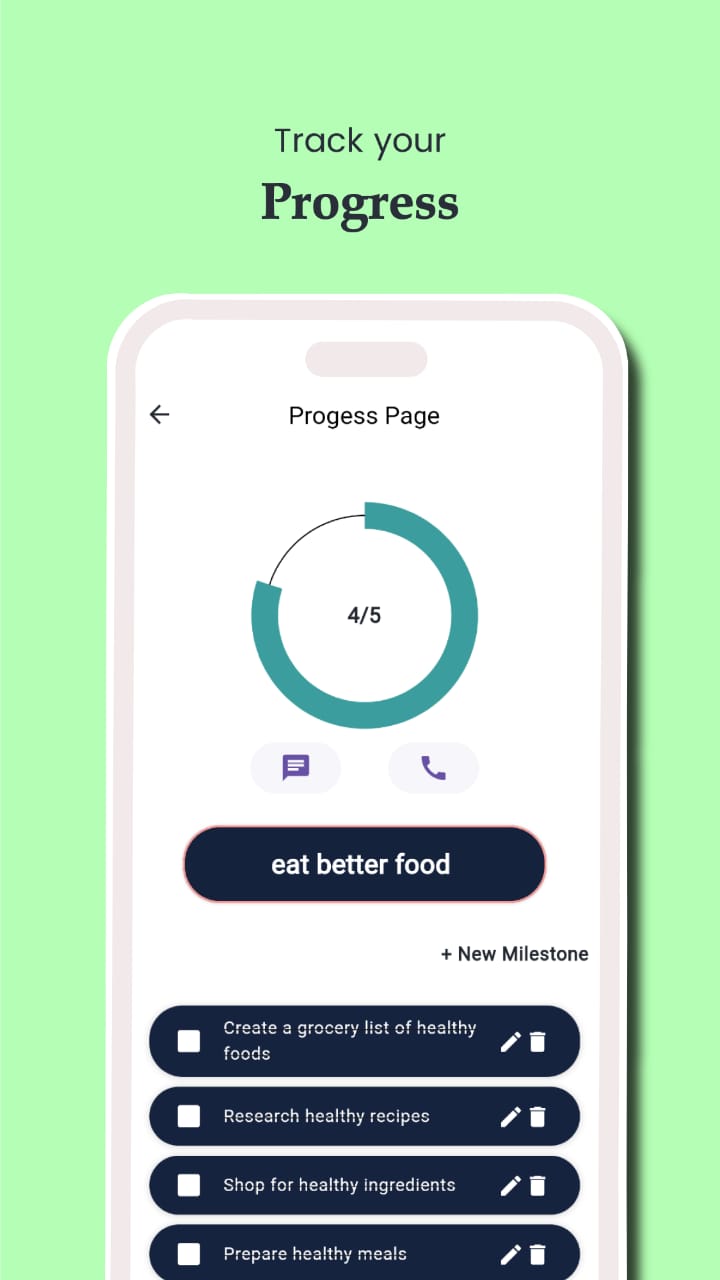 Track your
Progress
Progess Page
4/5
eat better food
+ New Milestone
Create a grocery list of healthy
foods
Research healthy recipes
Shop for healthy ingredients
Prepare healthy meals